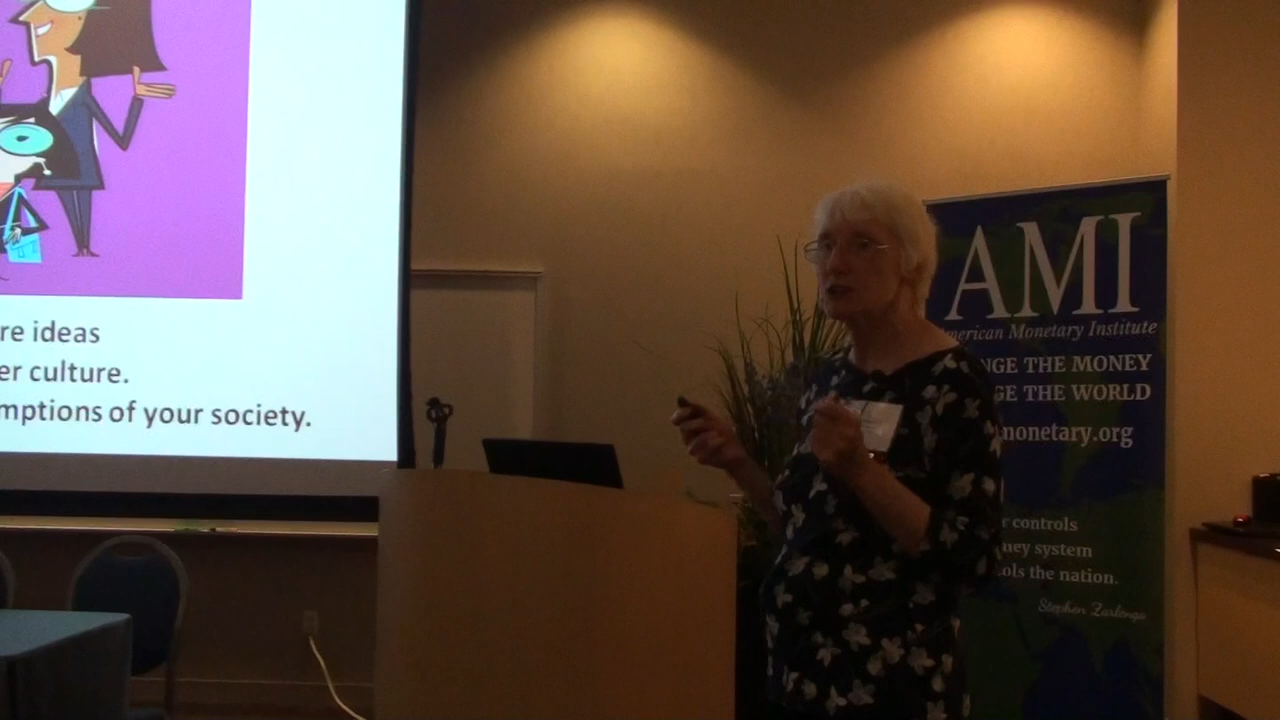 re ideas
er culture.
mptions of your society.
AMI
merican Monetary Institute
NGE THE MONEY
GE THE WORLD
monetary.org
r controls
ney system
ols the nation.
Stephen Zarlenga